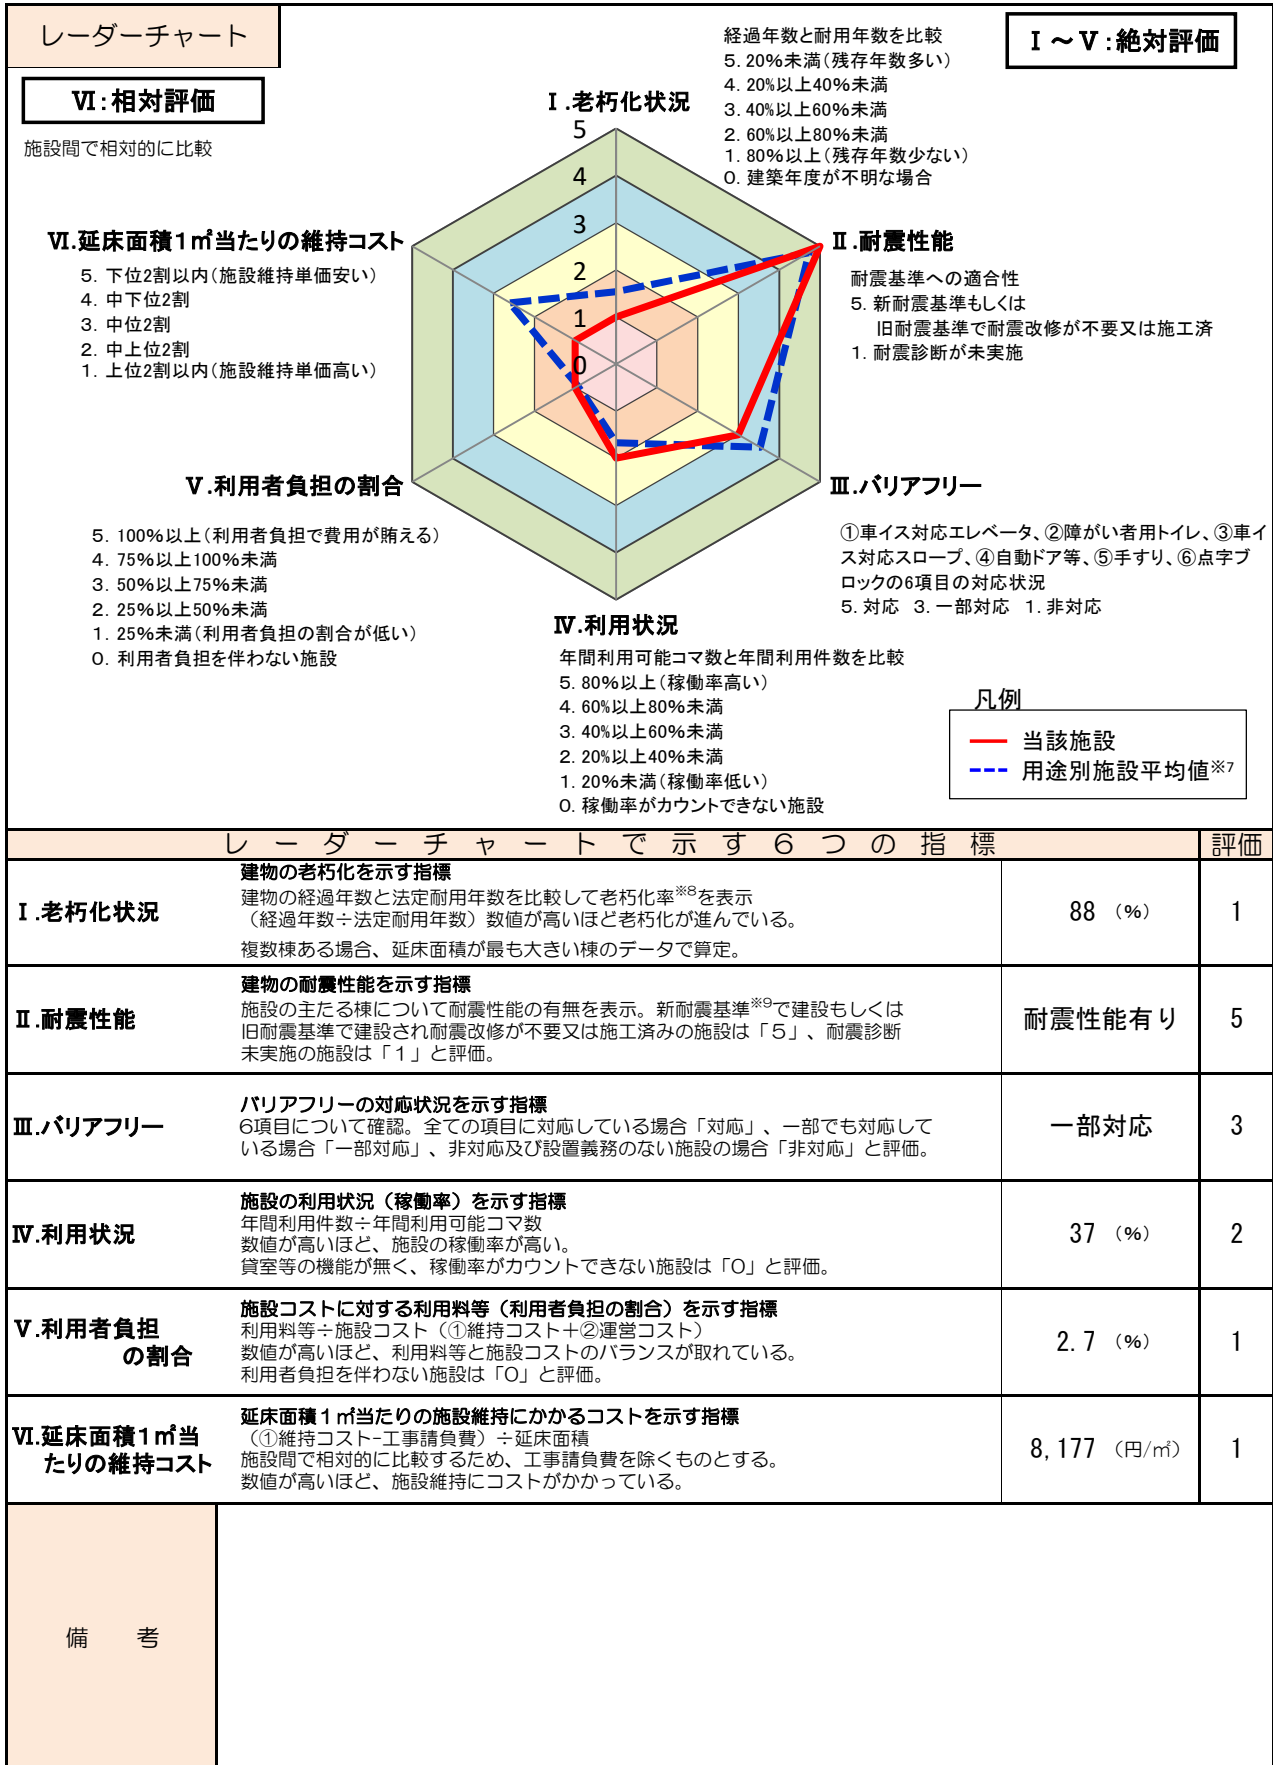 レーダーチャート
Ⅰ～Ⅴ:絶対評価
Ⅵ:相対評価
施設間で相対的に比較
Ⅰ.老朽化状況
経過年数と耐用年数を比較
5. 20%未満(残存年数多い)
4. 20%以上40%未満
3. 40%以上60%未満
2. 60%以上80%未満
1. 80%以上(残存年数少ない)
0. 建築年度が不明な場合
5
4
3
2
1
0
Ⅱ.耐震性能
耐震基準への適合性
5. 新耐震基準もしくは
旧耐震基準で耐震改修が不要又は施工済
1. 耐震診断が未実施
Ⅵ.延床面積1㎡当たりの維持コスト
5. 下位2割以内(施設維持単価安い)
4. 中下位2割
3. 中位2割
2. 中上位2割
1. 上位2割以内(施設維持単価高い)
Ⅲ.バリアフリー
①車イス対応エレベータ、②障がい者用トイレ、③車イ
ス対応スロープ、④自動ドア等、⑤手すり、⑥点字ブ
ロックの6項目の対応状況
5. 対応 3. 一部対応 1. 非対応
Ⅴ.利用者負担の割合
5. 100%以上(利用者負担で費用が賄える)
4. 75%以上100%未満
3. 50%以上75%未満
2. 25%以上50%未満
1. 25%未満(利用者負担の割合が低い)
0. 利用者負担を伴わない施設
Ⅳ.利用状況
年間利用可能コマ数と年間利用件数を比較
5. 80%以上(稼働率高い)
4. 60%以上80%未満
3. 40%以上60%未満
2. 20%以上40%未満
1. 20%未満(稼働率低い)
0. 稼働率がカウントできない施設
凡例
当該施設
用途別施設平均値※7
レーダーチャートで示す6つの指標 評価
Ⅰ.老朽化状況
建物の老朽化を示す指標
建物の経過年数と法定耐用年数を比較して老朽化率※8を表示
（経過年数÷法定耐用年数）数値が高いほど老朽化が進んでいる。
複数棟ある場合、延床面積が最も大きい棟のデータで算定。
88 (%) 1
Ⅱ.耐震性能
建物の耐震性能を示す指標
施設の主たる棟について耐震性能の有無を表示。新耐震基準※9で建設もしくは
旧耐震基準で建設され耐震改修が不要又は施工済みの施設は「5」、耐震診断
未実施の施設は「1」と評価。
耐震性能有り 5
Ⅲ.バリアフリー
バリアフリーの対応状況を示す指標
6項目について確認。全ての項目に対応している場合「対応」、一部でも対応して
いる場合「一部対応」、非対応及び設置義務のない施設の場合「非対応」と評価。
一部対応 3
Ⅳ.利用状況
施設の利用状況（稼働率）を示す指標
年間利用件数÷年間利用可能コマ数
数値が高いほど、施設の稼働率が高い。
貸室等の機能が無く、稼働率がカウントできない施設は「0」と評価。
37 (%) 2
Ⅴ.利用者負担
の割合
施設コストに対する利用料等（利用者負担の割合）を示す指標
利用料等÷施設コスト（①維持コスト+②運営コスト）
数値が高いほど、利用料等と施設コストのバランスが取れている。
利用者負担を伴わない施設は「0」と評価。
2.7 (%) 1
Ⅵ.延床面積1㎡当
たりの維持コスト
延床面積1㎡当たりの施設維持にかかるコストを示す指標
（①維持コスト-工事請負費）÷延床面積
施設間で相対的に比較するため、工事請負費を除くものとする。
数値が高いほど、施設維持にコストがかかっている。
8,177 (円/㎡) 1
備 考